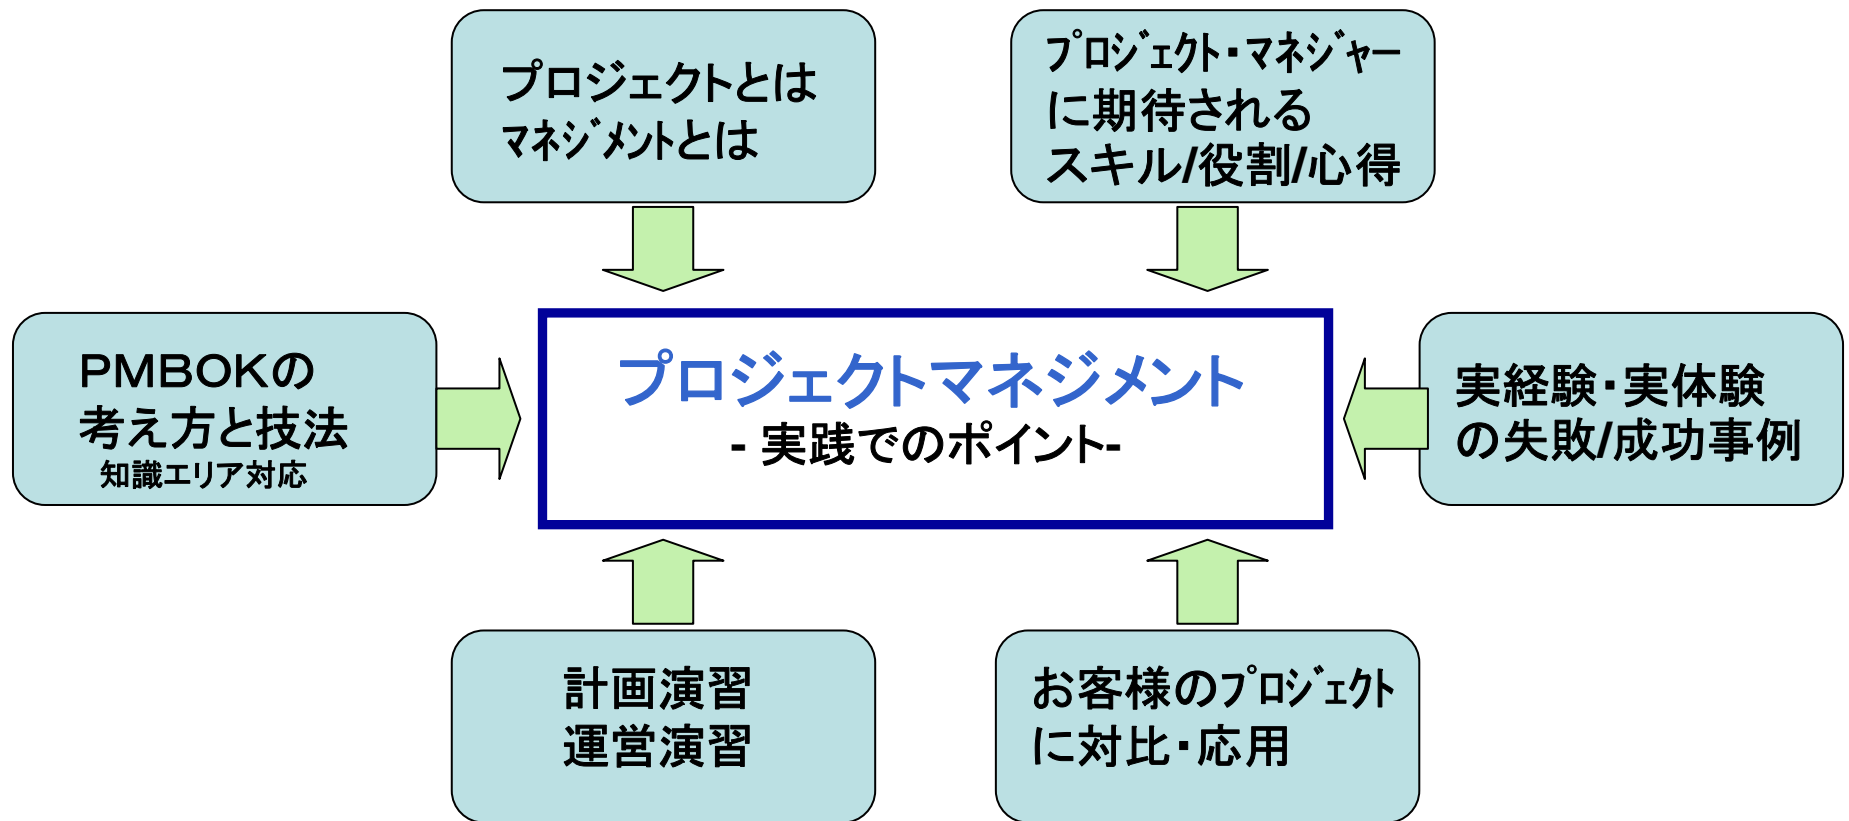 プロジェクトとは
マネジメントとは
プロジェクト・マネジャー
に期待される
スキル/役割/心得
PMBOKの
考え方と技法
知識エリア対応
プロジェクトマネジメント
- 実践でのポイント-
実経験・実体験
の失敗/成功事例
計画演習
運営演習
お客様のプロジェクト
に対比・応用